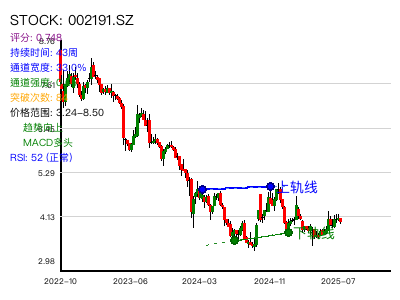 STOCK: 002191.SZ
评分: 0.748
持续时间: 43周
通道宽度: 33.0%
通道强度:
突破次数:
价格范围: 3.24–8.50
趋势向上
MACD多头
RSI: 52 (正常)
5.29
4.13
2.98
上轨线
下轨线
2022–10
2023–06
2024–03
2024–11
2025–07